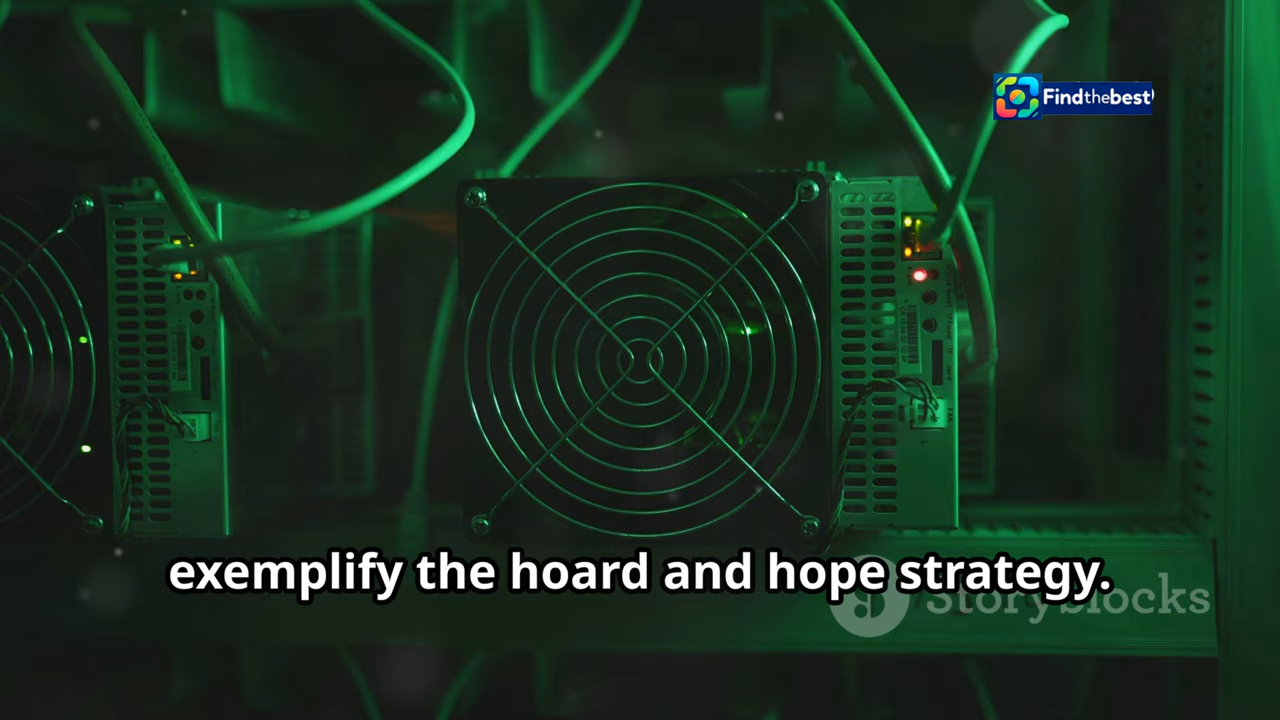 Findthebest
exemplify the hoard and hope strategy.
Storyblocks